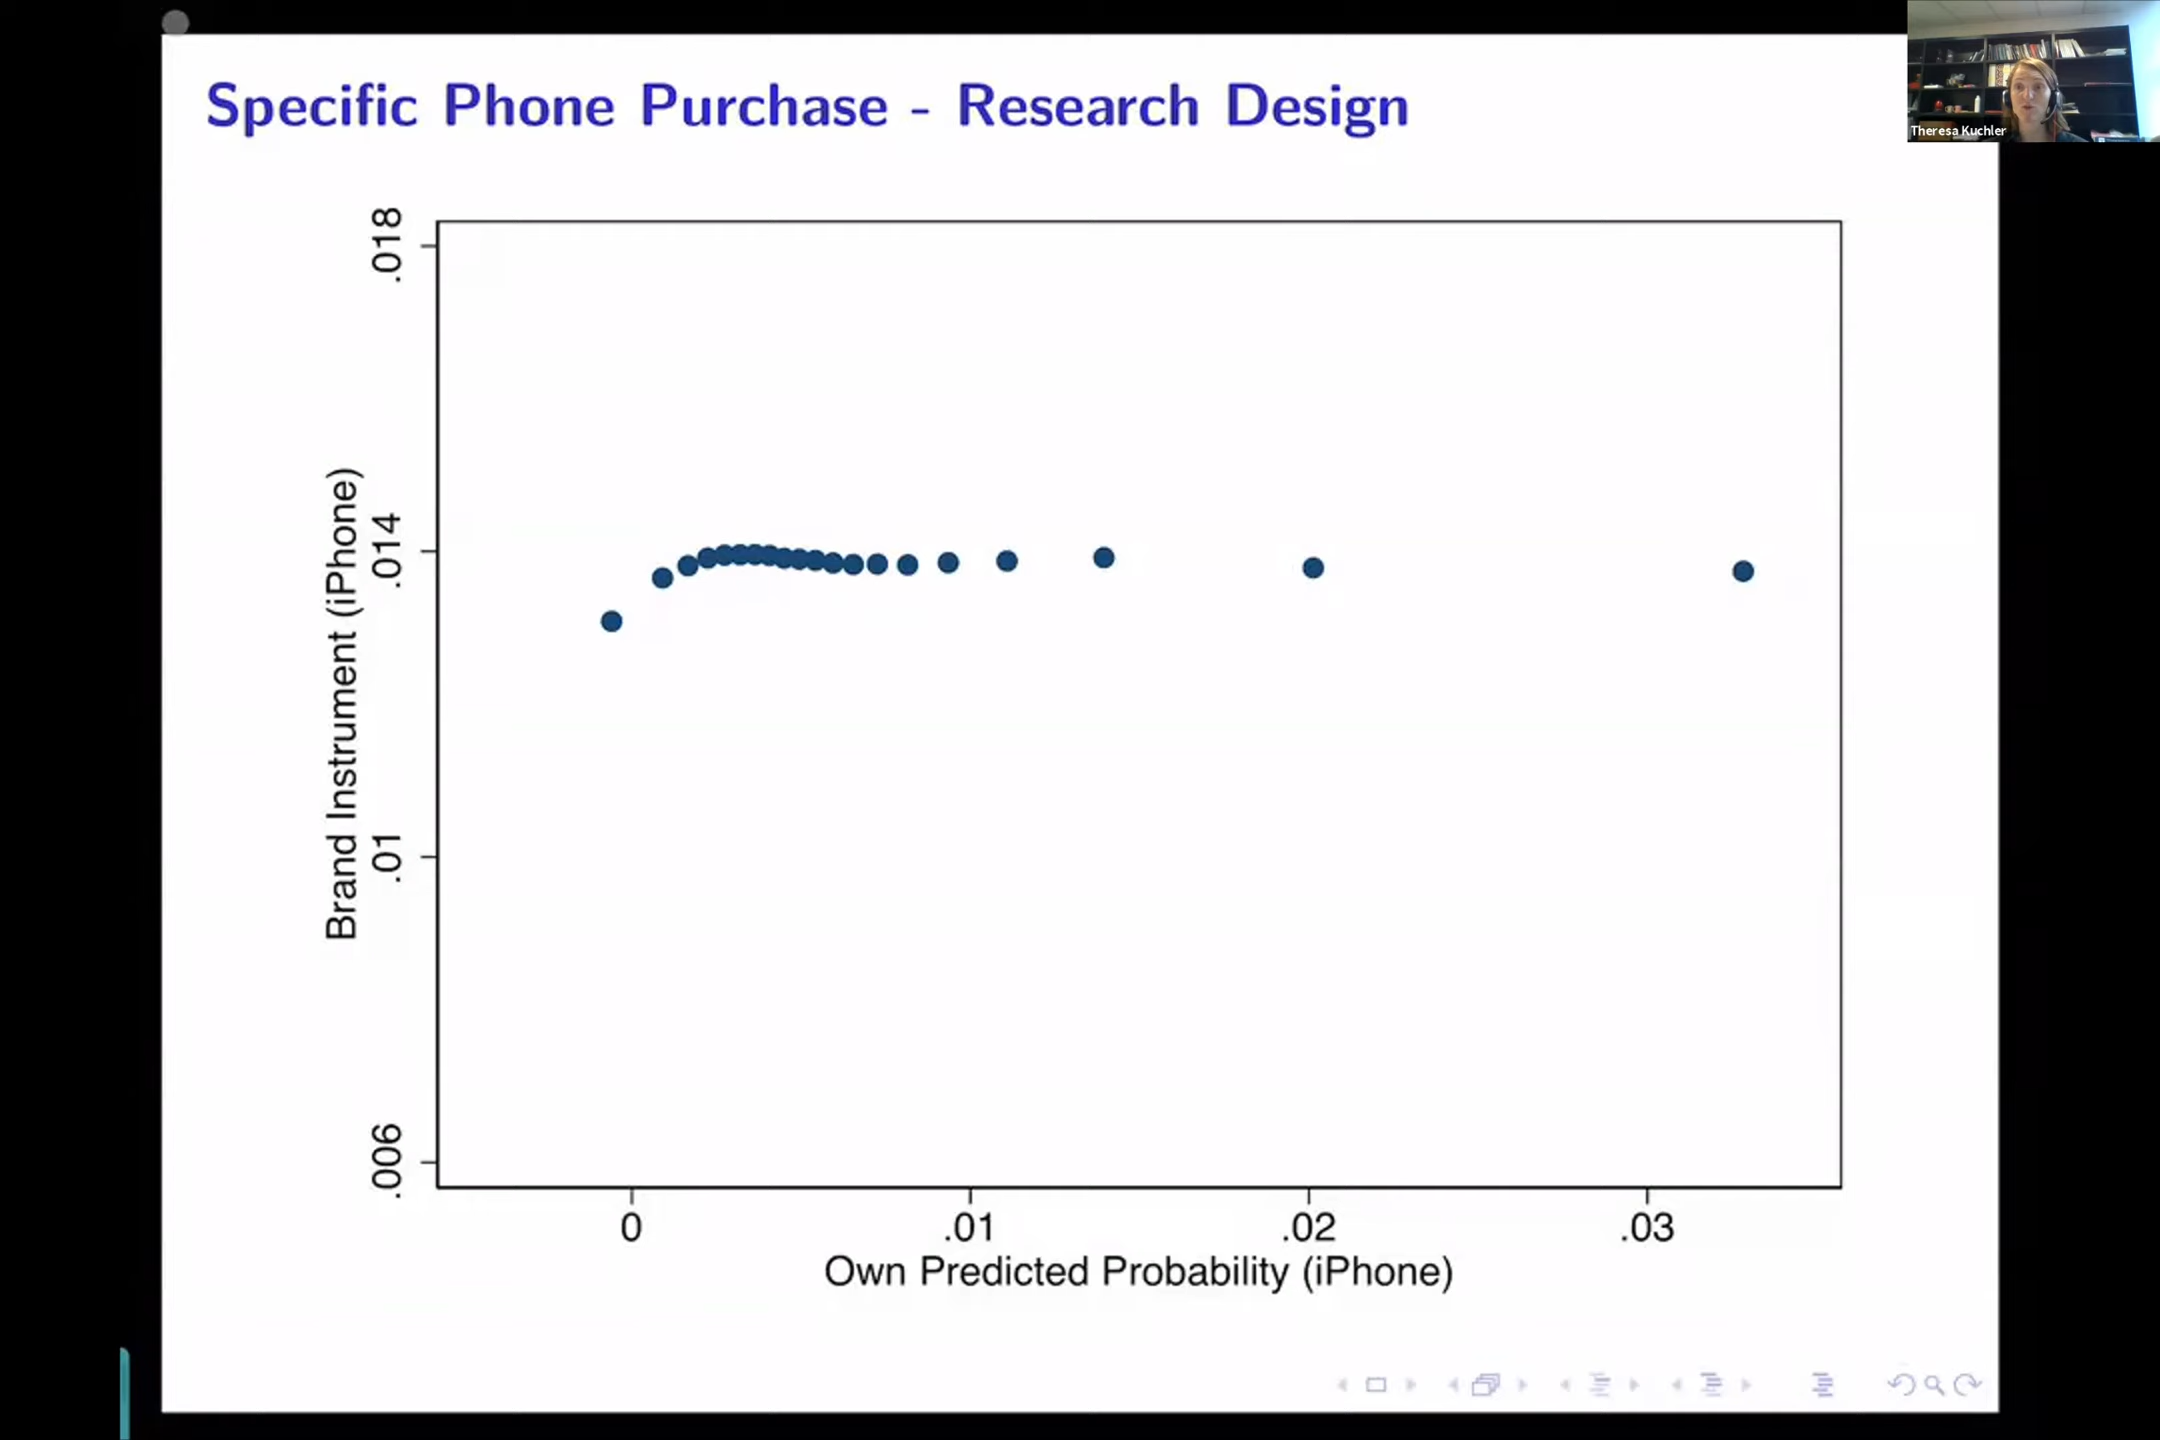 Specific Phone Purchase - Research Design
Theresa Kuchler
.018
.014
.01
.006
Brand Instrument (iPhone)
0
.01
.02
.03
Own Predicted Probability (iPhone)